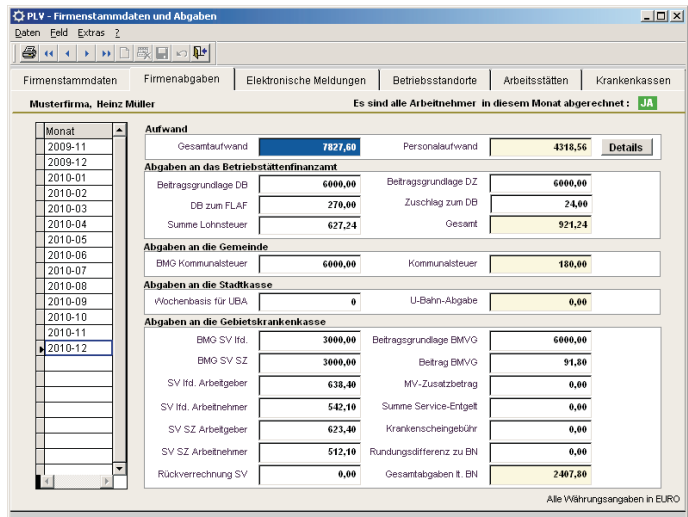 PLV - Firmenstammdaten und Abgaben
Daten Feld Extras ?
Firmenstammdaten Firmenabgaben Elektronische Meldungen Betriebsstandorte Arbeitsstätten Krankenkassen
Musterfirma, Heinz Müller Es sind alle Arbeitnehmer in diesem Monat abgerechnet : JA
Monat
2009-11
2009-12
2010-01
2010-02
2010-03
2010-04
2010-05
2010-06
2010-07
2010-08
2010-09
2010-10
2010-11
2010-12
Aufwand
Gesamtaufwand 7827,60 Personalaufwand 4318,56 Details
Abgaben an das Betriebstättenfinanzamt
Beitragsgrundlage DB 6000,00 Beitragsgrundlage DZ 6000,00
DB zum FLAF 270,00 Zuschlag zum DB 24,00
Summe Lohnsteuer 627,24 Gesamt 921,24
Abgaben an die Gemeinde
BMG Kommunalsteuer 6000,00 Kommunalsteuer 180,00
Abgaben an die Stadtkasse
Wochenbasis für UBA 0 U-Bahn-Abgabe 0,00
Abgaben an die Gebietskrankenkasse
BMG SV lfd. 3000,00 Beitragsgrundlage BMVG 6000,00
BMG SV SZ 3000,00 Beitrag BMVG 91,80
SV lfd. Arbeitgeber 638,40 MV-Zusatzbetrag 0,00
SV lfd. Arbeitnehmer 542,10 Summe Service-Entgelt 0,00
SV SZ Arbeitgeber 623,40 Krankenscheingebühr 0,00
SV SZ Arbeitnehmer 512,10 Rundungsdifferenz zu BN 0,00
Rückverrechnung SV 0,00 Gesamtabgaben lt. BN 2407,80
Alle Währungsangaben in EURO